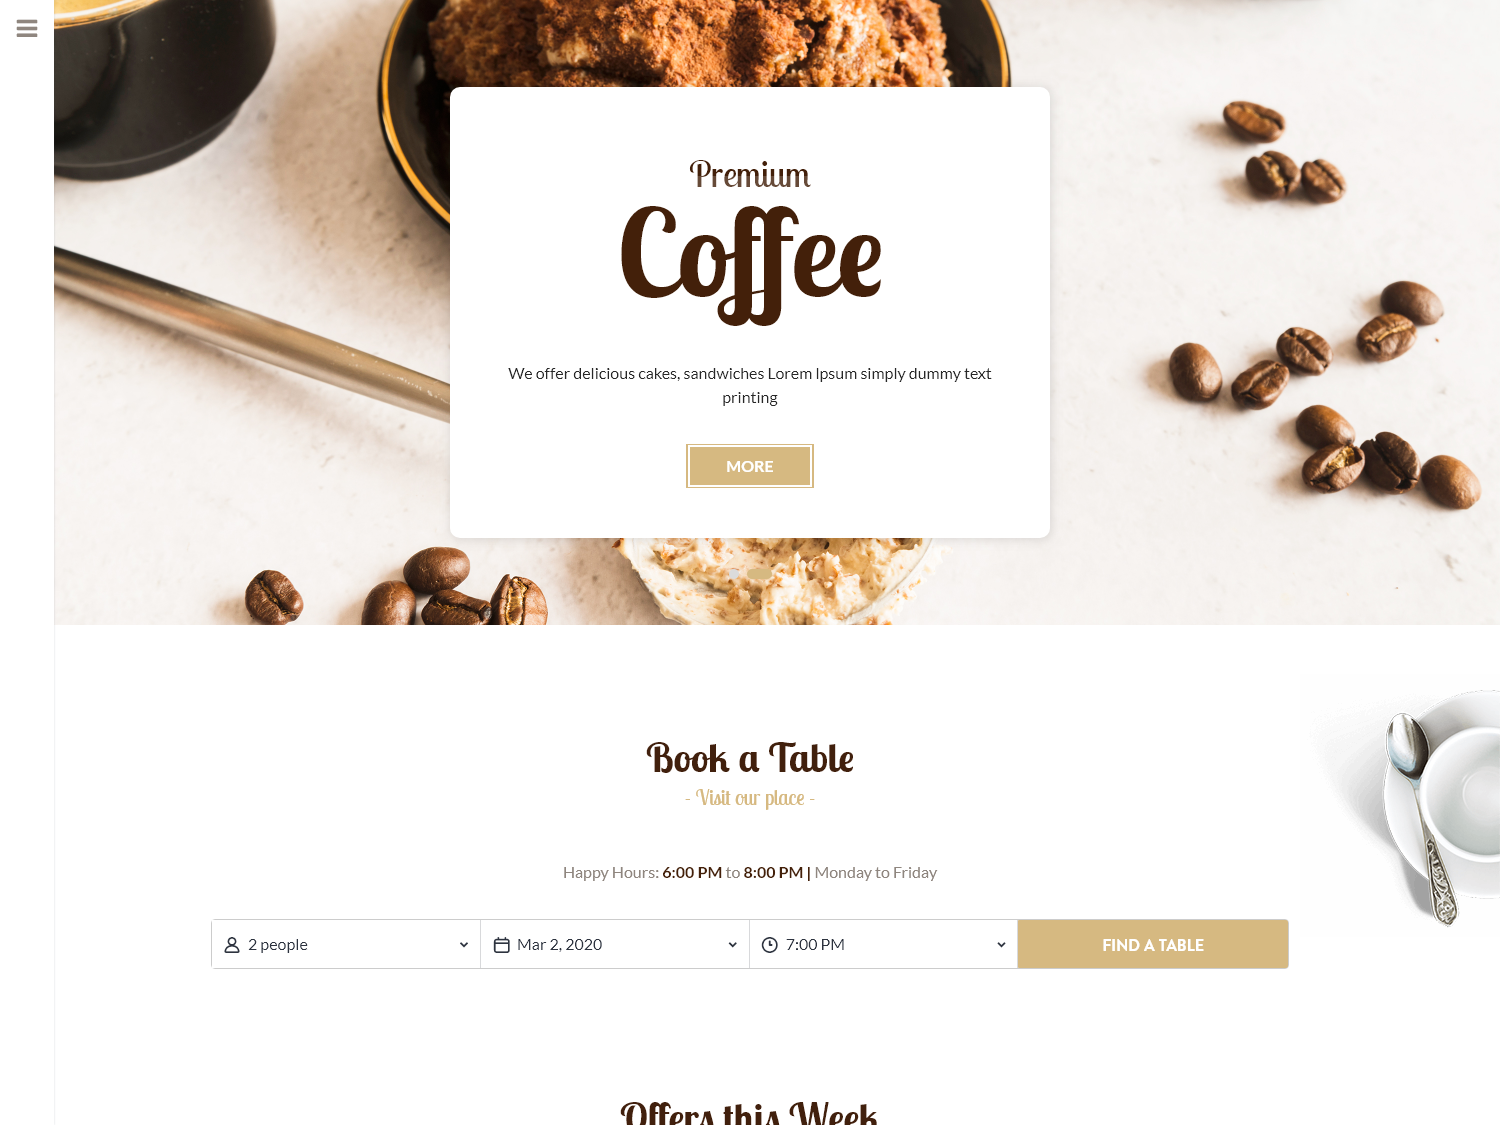 Premium
Coffee
We offer delicious cakes, sandwiches Lorem Ipsum simply dummy text
printing
MORE
Book a Table
- Visit our place -
Happy Hours: 6:00 PM to 8:00 PM | Monday to Friday
2 people
Mar 2, 2020
7:00 PM
FIND A TABLE
Offers this Week